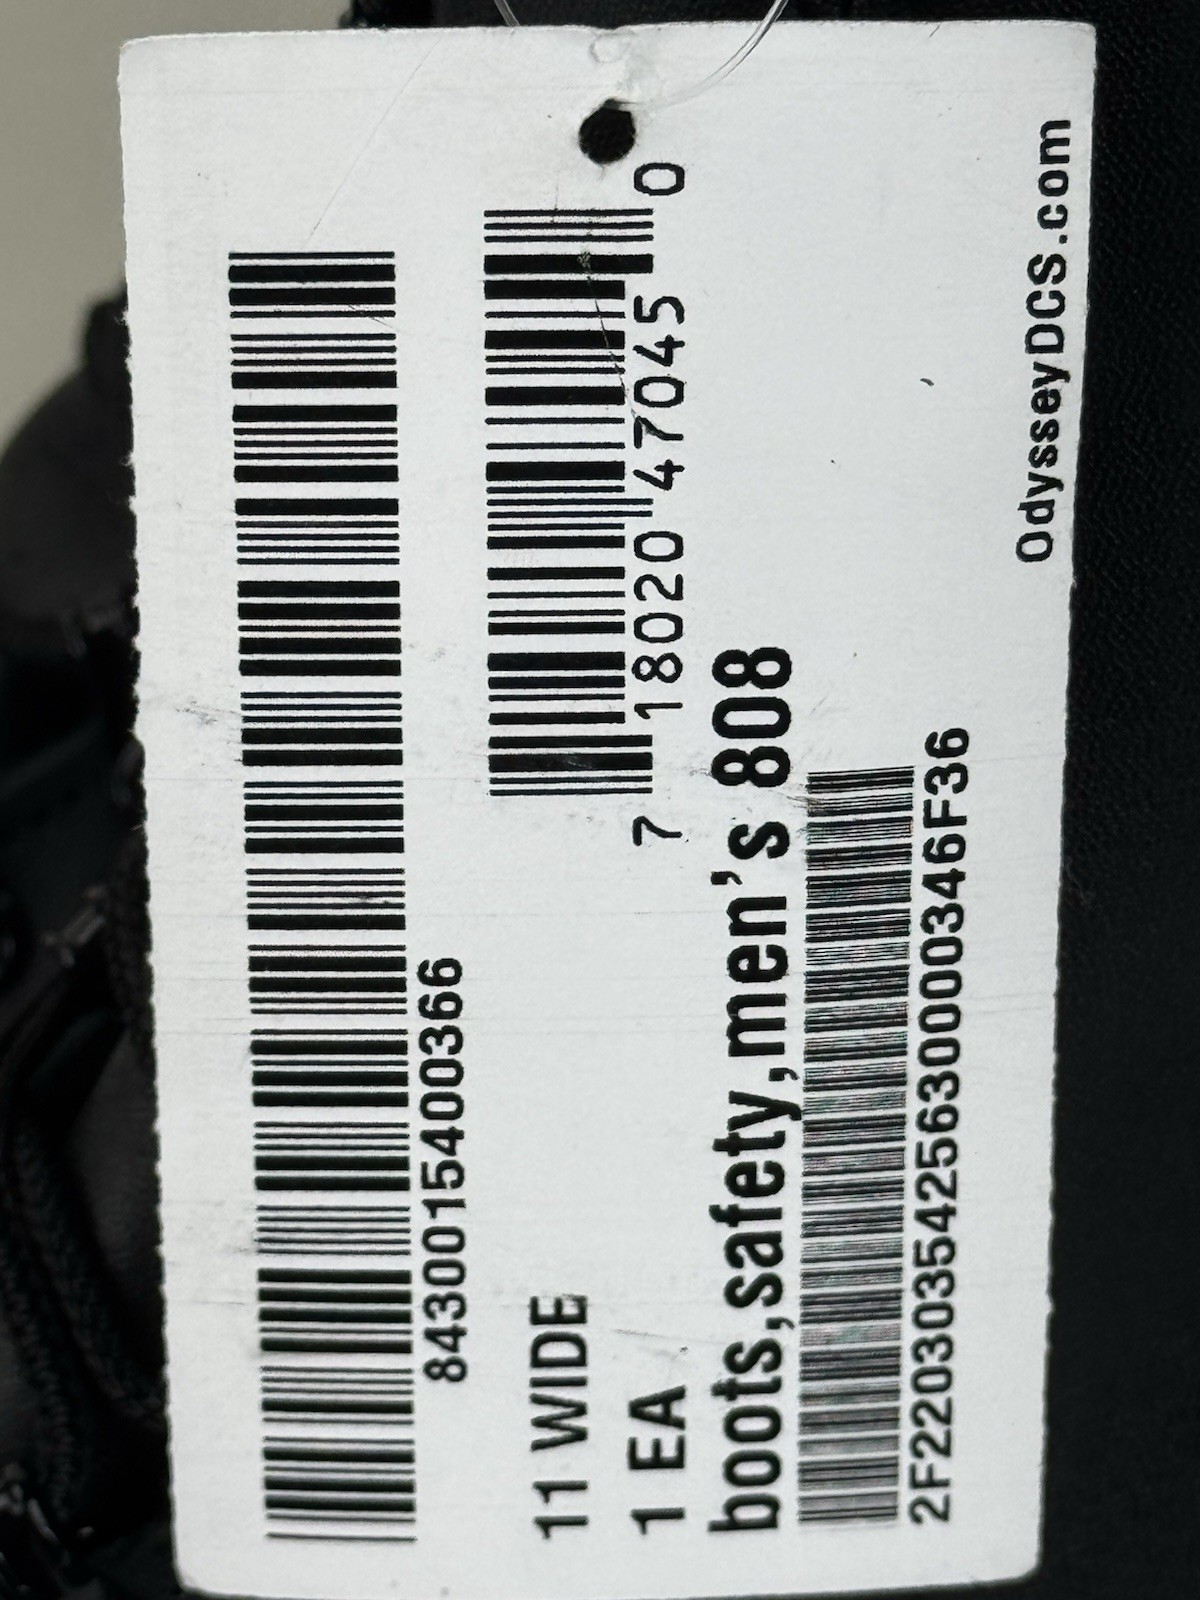 8430015400366
7 18020 47045 0
11 WIDE
1 EA
boots,safety,men's 808
2F2203035425630000346F36
OdysseyDCS.com